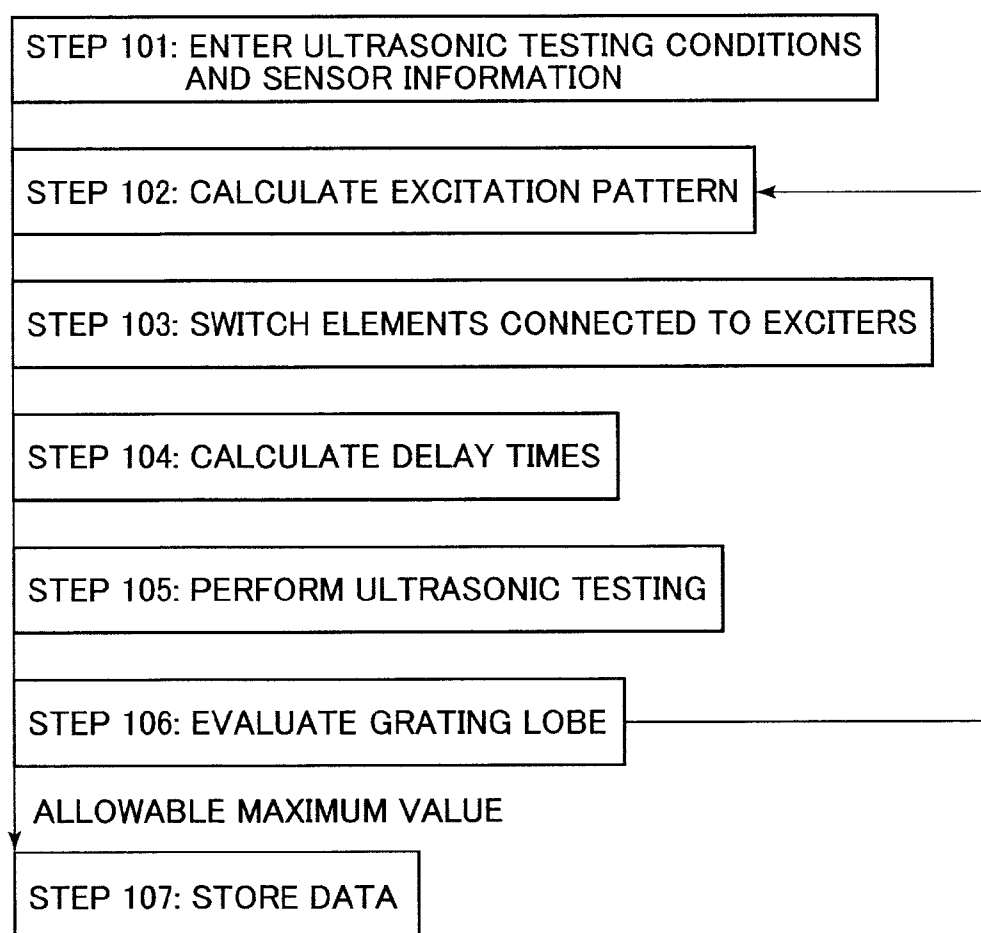 STEP 101: ENTER ULTRASONIC TESTING CONDITIONS
AND SENSOR INFORMATION
STEP 102: CALCULATE EXCITATION PATTERN
STEP 103: SWITCH ELEMENTS CONNECTED TO EXCITERS
STEP 104: CALCULATE DELAY TIMES
STEP 105: PERFORM ULTRASONIC TESTING
STEP 106: EVALUATE GRATING LOBE
ALLOWABLE MAXIMUM VALUE
STEP 107: STORE DATA